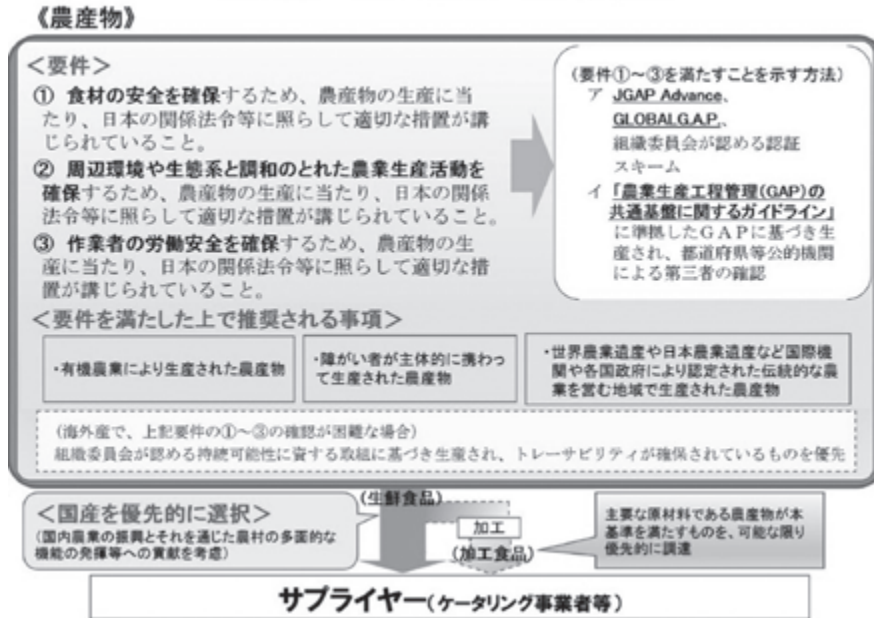 《農産物》
＜要件＞
① 食材の安全を確保するため、農産物の生産に当
たり、日本の関係法令等に照らして適切な措置が講
じられていること。
② 周辺環境や生態系と調和のとれた農業生産活動を
確保するため、農産物の生産に当たり、日本の関係
法令等に照らして適切な措置が講じられていること。
③ 作業者の労働安全を確保するため、農産物の生
産に当たり、日本の関係法令等に照らして適切な措
置が講じられていること。
(要件①～③を満たすことを示す方法)
ア JGAP Advance、
GLOBALG.A.P.、
組織委員会が認める認証
スキーム
イ 「農業生産工程管理(GAP)の
共通基盤に関するガイドライン」
に準拠したＧＡＰに基づき生
産され、都道府県等公的機関
による第三者の確認
＜要件を満たした上で推奨される事項＞
・有機農業により生産された農産物
・障がい者が主体的に携わっ
て生産された農産物
・世界農業遺産や日本農業遺産など国際機
関や各国政府により認定された伝統的な農
業を営む地域で生産された農産物
(海外産で、上記要件の①～③の確認が困難な場合)
組織委員会が認める持続可能性に資する取組に基づき生産され、トレーサビリティが確保されているものを優先
＜国産を優先的に選択＞
(国内農業の振興とそれを通じた農村の多面的な
機能の発揮等への貢献を考慮)
(生鮮食品)
加工
(加工食品)
主要な原材料である農産物が本
基準を満たすものを、可能な限り
優先的に調達
サプライヤー(ケータリング事業者等)